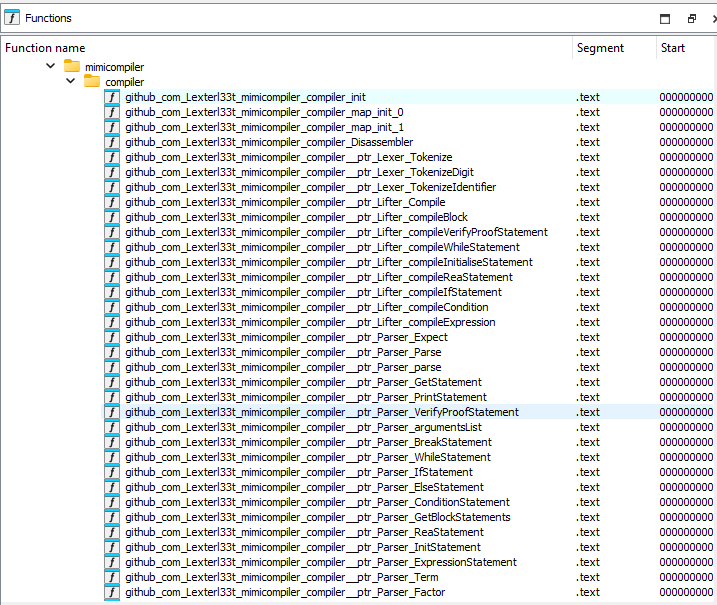 Functions
Function name Segment Start
mimicompiler
compiler
github_com_Lexterl33t_mimicompiler_compiler_init .text 000000000
github_com_Lexterl33t_mimicompiler_compiler_map_init_0 .text 000000000
github_com_Lexterl33t_mimicompiler_compiler_map_init_1 .text 000000000
github_com_Lexterl33t_mimicompiler_compiler_Disassembler .text 000000000
github_com_Lexterl33t_mimicompiler_compiler__ptr_Lexer_Tokenize .text 000000000
github_com_Lexterl33t_mimicompiler_compiler__ptr_Lexer_TokenizeDigit .text 000000000
github_com_Lexterl33t_mimicompiler_compiler__ptr_Lexer_TokenizeIdentifier .text 000000000
github_com_Lexterl33t_mimicompiler_compiler__ptr_Lifter_Compile .text 000000000
github_com_Lexterl33t_mimicompiler_compiler__ptr_Lifter_compileBlock .text 000000000
github_com_Lexterl33t_mimicompiler_compiler__ptr_Lifter_compileVerifyProofStatement .text 000000000
github_com_Lexterl33t_mimicompiler_compiler__ptr_Lifter_compileWhileStatement .text 000000000
github_com_Lexterl33t_mimicompiler_compiler__ptr_Lifter_compileInitialiseStatement .text 000000000
github_com_Lexterl33t_mimicompiler_compiler__ptr_Lifter_compileReaStatement .text 000000000
github_com_Lexterl33t_mimicompiler_compiler__ptr_Lifter_compileIfStatement .text 000000000
github_com_Lexterl33t_mimicompiler_compiler__ptr_Lifter_compileCondition .text 000000000
github_com_Lexterl33t_mimicompiler_compiler__ptr_Lifter_compileExpression .text 000000000
github_com_Lexterl33t_mimicompiler_compiler__ptr_Parser_Expect .text 000000000
github_com_Lexterl33t_mimicompiler_compiler__ptr_Parser_Parse .text 000000000
github_com_Lexterl33t_mimicompiler_compiler__ptr_Parser_parse .text 000000000
github_com_Lexterl33t_mimicompiler_compiler__ptr_Parser_GetStatement .text 000000000
github_com_Lexterl33t_mimicompiler_compiler__ptr_Parser_PrintStatement .text 000000000
github_com_Lexterl33t_mimicompiler_compiler__ptr_Parser_VerifyProofStatement .text 000000000
github_com_Lexterl33t_mimicompiler_compiler__ptr_Parser_argumentsList .text 000000000
github_com_Lexterl33t_mimicompiler_compiler__ptr_Parser_BreakStatement .text 000000000
github_com_Lexterl33t_mimicompiler_compiler__ptr_Parser_WhileStatement .text 000000000
github_com_Lexterl33t_mimicompiler_compiler__ptr_Parser_IfStatement .text 000000000
github_com_Lexterl33t_mimicompiler_compiler__ptr_Parser_ElseStatement .text 000000000
github_com_Lexterl33t_mimicompiler_compiler__ptr_Parser_ConditionStatement .text 000000000
github_com_Lexterl33t_mimicompiler_compiler__ptr_Parser_GetBlockStatements .text 000000000
github_com_Lexterl33t_mimicompiler_compiler__ptr_Parser_ReaStatement .text 000000000
github_com_Lexterl33t_mimicompiler_compiler__ptr_Parser_InitStatement .text 000000000
github_com_Lexterl33t_mimicompiler_compiler__ptr_Parser_ExpressionStatement .text 000000000
github_com_Lexterl33t_mimicompiler_compiler__ptr_Parser_Term .text 000000000
github_com_Lexterl33t_mimicompiler_compiler__ptr_Parser_Factor .text 000000000